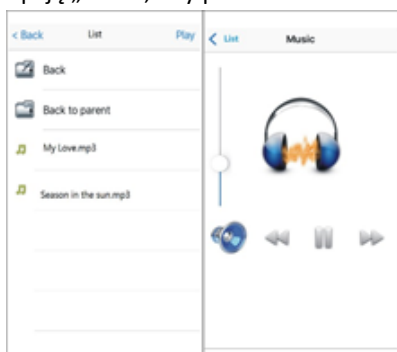 < Back List Play
Back
Back to parent
My Love.mp3
Season in the sun.mp3
< List Music